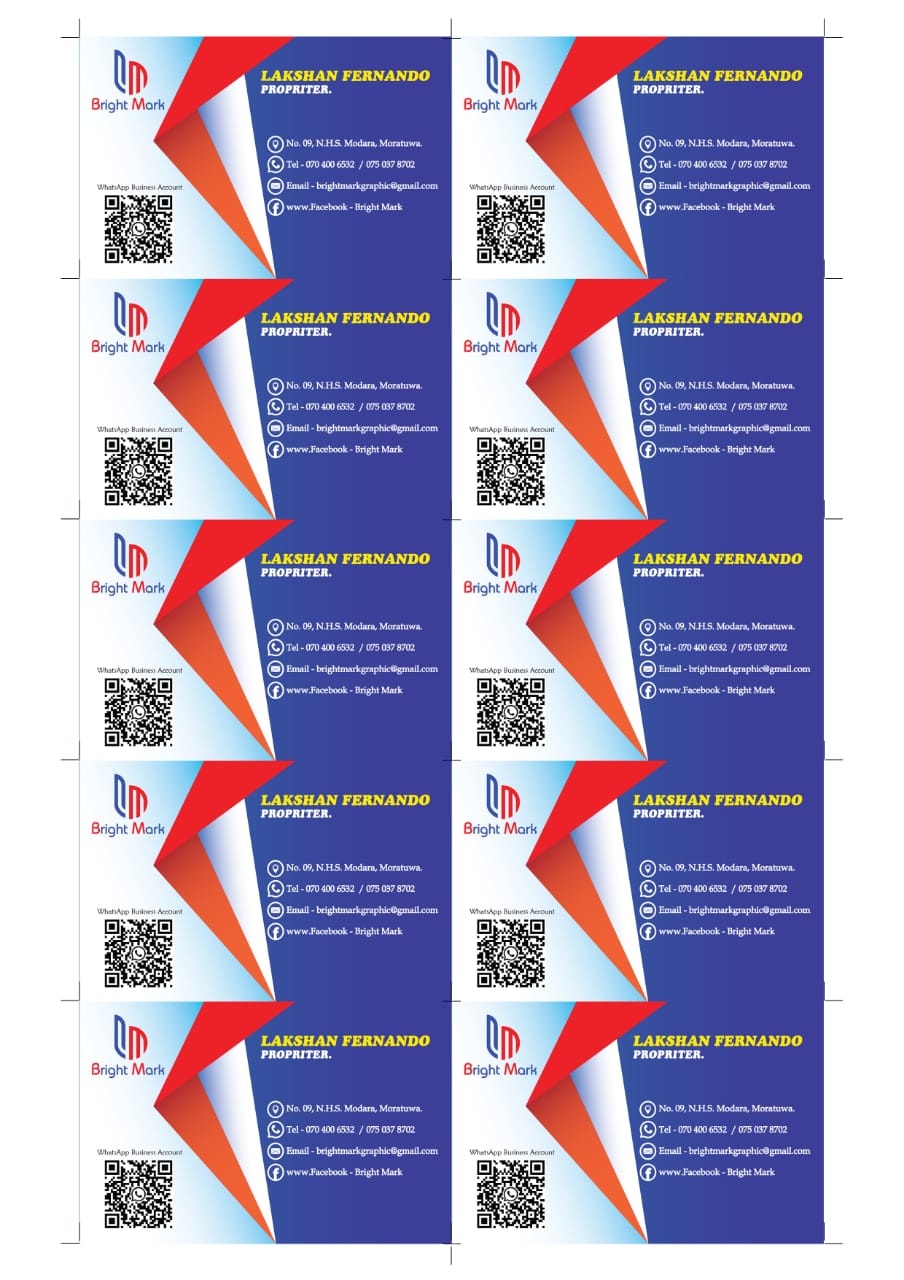 Bright Mark
LAKSHAN FERNANDO
PROPRITER.
No. 09, N.H.S. Modara, Moratuwa.
Tel - 070 400 6532 / 075 037 8702
Email - brightmarkgraphic@gmail.com
www.Facebook - Bright Mark
WhatsApp Business Account
Bright Mark
LAKSHAN FERNANDO
PROPRITER.
No. 09, N.H.S. Modara, Moratuwa.
Tel - 070 400 6532 / 075 037 8702
Email - brightmarkgraphic@gmail.com
www.Facebook - Bright Mark
WhatsApp Business Account
Bright Mark
LAKSHAN FERNANDO
PROPRITER.
No. 09, N.H.S. Modara, Moratuwa.
Tel - 070 400 6532 / 075 037 8702
Email - brightmarkgraphic@gmail.com
www.Facebook - Bright Mark
WhatsApp Business Account
Bright Mark
LAKSHAN FERNANDO
PROPRITER.
No. 09, N.H.S. Modara, Moratuwa.
Tel - 070 400 6532 / 075 037 8702
Email - brightmarkgraphic@gmail.com
www.Facebook - Bright Mark
WhatsApp Business Account
Bright Mark
LAKSHAN FERNANDO
PROPRITER.
No. 09, N.H.S. Modara, Moratuwa.
Tel - 070 400 6532 / 075 037 8702
Email - brightmarkgraphic@gmail.com
www.Facebook - Bright Mark
WhatsApp Business Account
Bright Mark
LAKSHAN FERNANDO
PROPRITER.
No. 09, N.H.S. Modara, Moratuwa.
Tel - 070 400 6532 / 075 037 8702
Email - brightmarkgraphic@gmail.com
www.Facebook - Bright Mark
WhatsApp Business Account
Bright Mark
LAKSHAN FERNANDO
PROPRITER.
No. 09, N.H.S. Modara, Moratuwa.
Tel - 070 400 6532 / 075 037 8702
Email - brightmarkgraphic@gmail.com
www.Facebook - Bright Mark
WhatsApp Business Account
Bright Mark
LAKSHAN FERNANDO
PROPRITER.
No. 09, N.H.S. Modara, Moratuwa.
Tel - 070 400 6532 / 075 037 8702
Email - brightmarkgraphic@gmail.com
www.Facebook - Bright Mark
WhatsApp Business Account
Bright Mark
LAKSHAN FERNANDO
PROPRITER.
No. 09, N.H.S. Modara, Moratuwa.
Tel - 070 400 6532 / 075 037 8702
Email - brightmarkgraphic@gmail.com
www.Facebook - Bright Mark
WhatsApp Business Account
Bright Mark
LAKSHAN FERNANDO
PROPRITER.
No. 09, N.H.S. Modara, Moratuwa.
Tel - 070 400 6532 / 075 037 8702
Email - brightmarkgraphic@gmail.com
www.Facebook - Bright Mark
WhatsApp Business Account